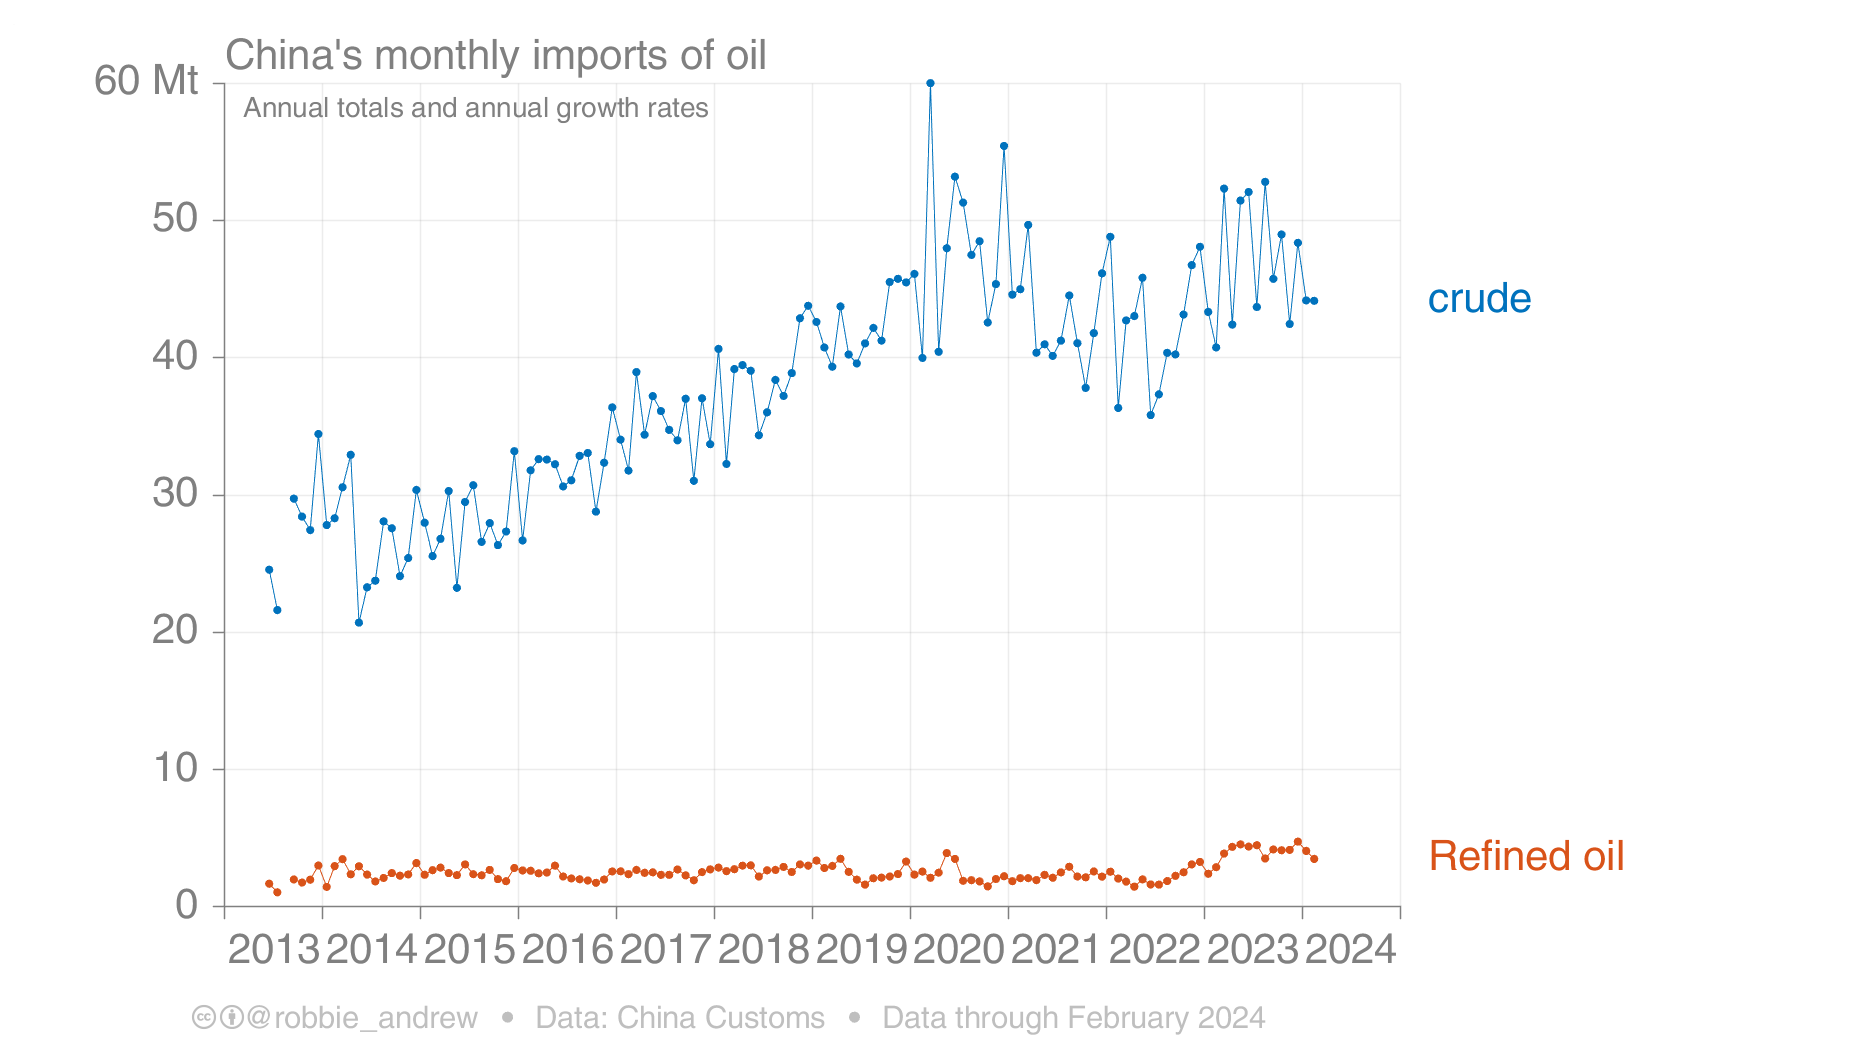 China's monthly imports of oil
60 Mt
Annual totals and annual growth rates
50
40
30
20
10
0
crude
Refined oil
2013 2014 2015 2016 2017 2018 2019 2020 2021 2022 2023 2024
cc @robbie_andrew • Data: China Customs • Data through February 2024